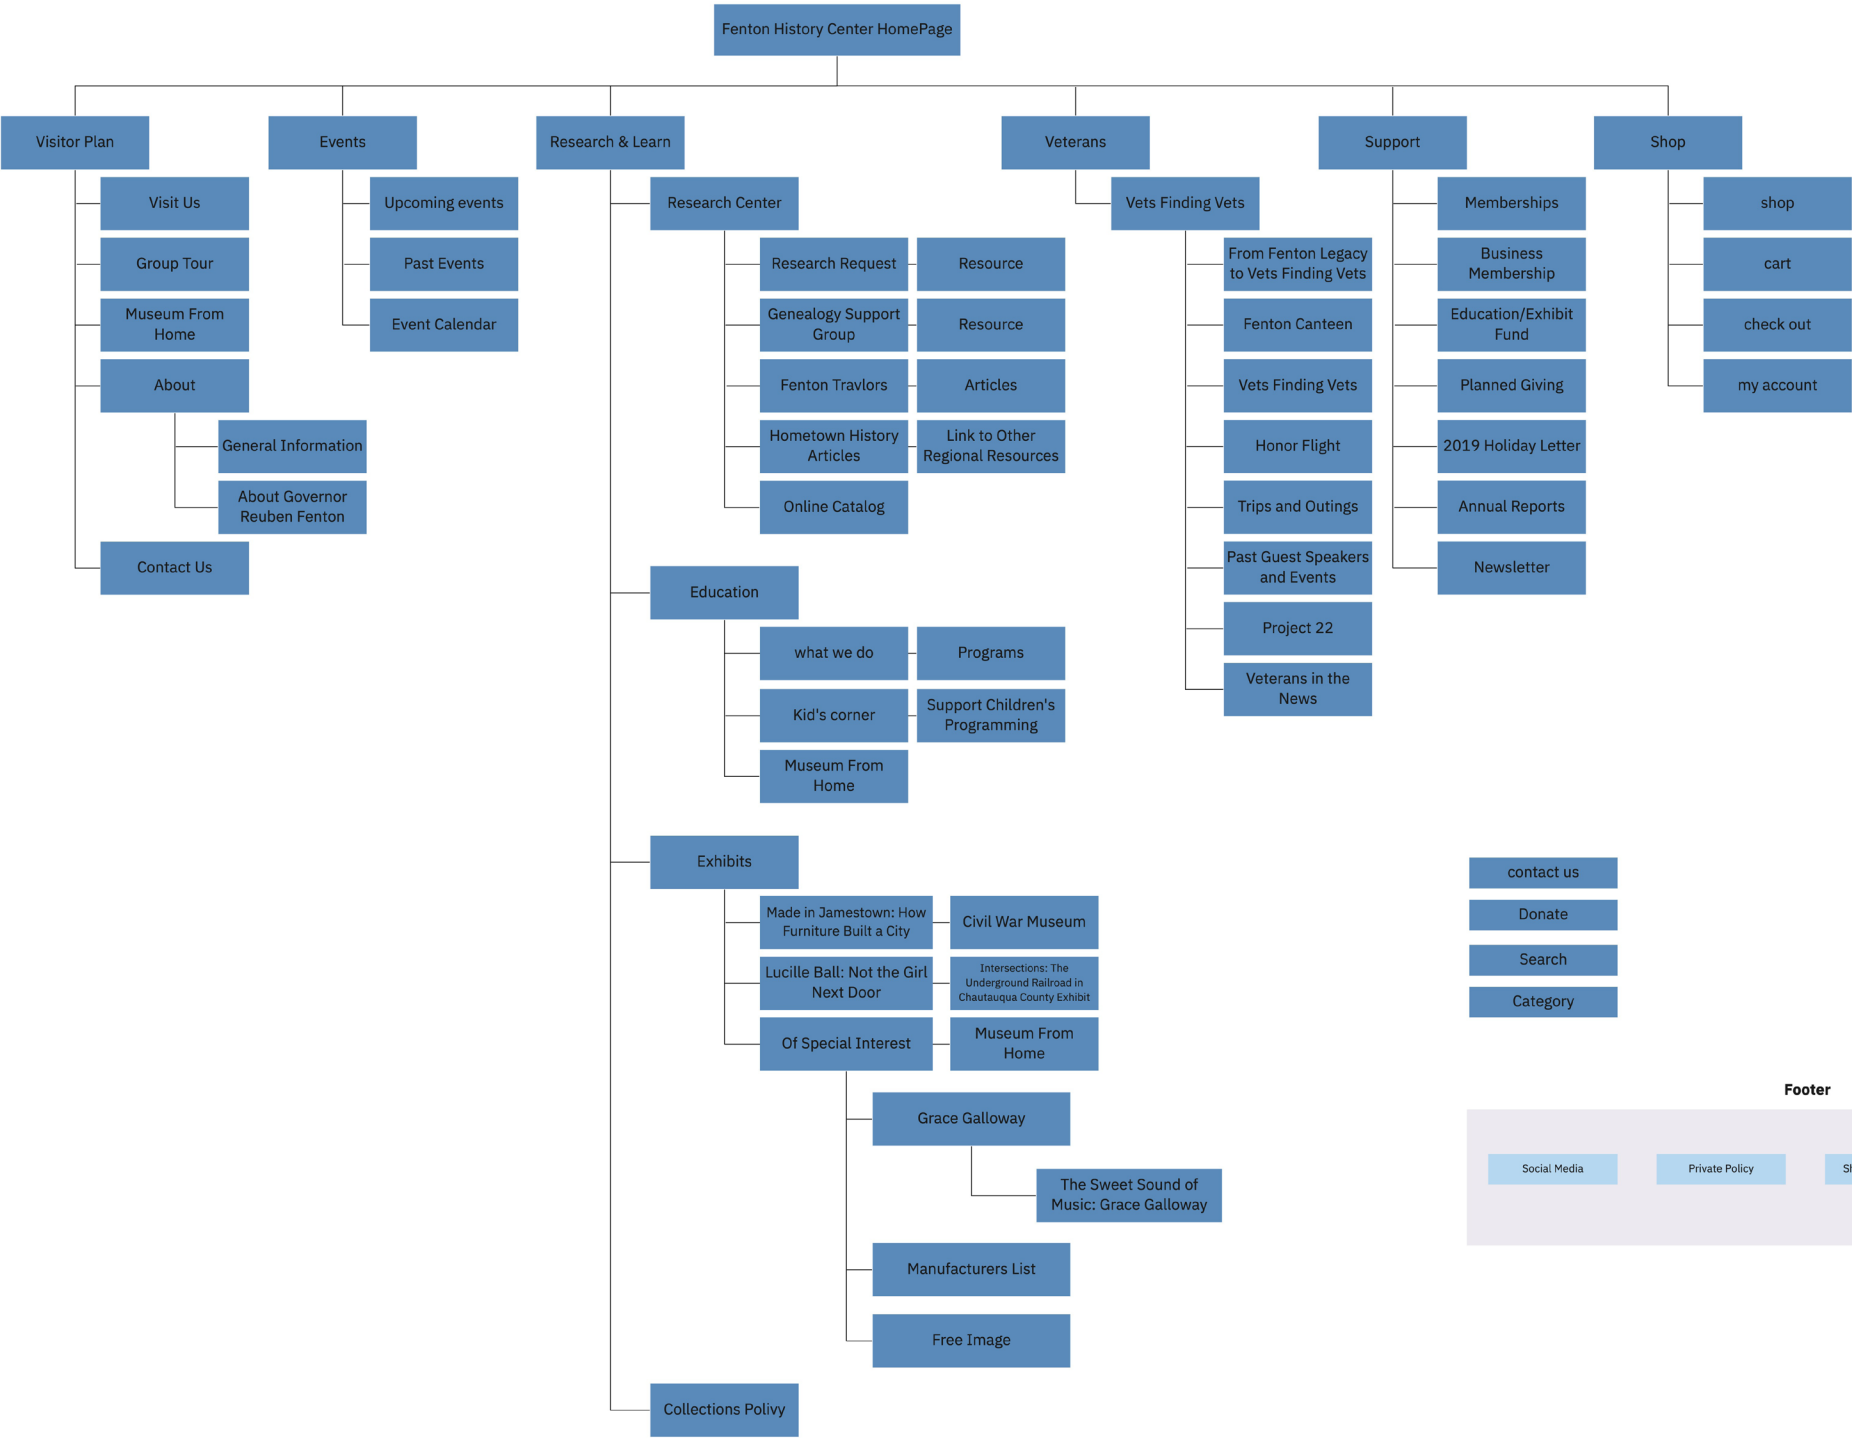 Fenton History Center HomePage
Visitor Plan
Events
Research & Learn
Veterans
Support
Shop
Visit Us
Group Tour
Museum From
Home
About
General Information
About Governor
Reuben Fenton
Contact Us
Upcoming events
Past Events
Event Calendar
Research Center
Research Request
Resource
Genealogy Support
Group
Resource
Fenton Travlors
Articles
Hometown History
Articles
Link to Other
Regional Resources
Online Catalog
Education
what we do
Programs
Kid's corner
Support Children's
Programming
Museum From
Home
Exhibits
Made in Jamestown: How
Furniture Built a City
Civil War Museum
Lucille Ball: Not the Girl
Next Door
Intersections: The
Underground Railroad in
Chautauqua County Exhibit
Of Special Interest
Museum From
Home
Grace Galloway
The Sweet Sound of
Music: Grace Galloway
Manufacturers List
Free Image
Collections Polivy
Vets Finding Vets
From Fenton Legacy
to Vets Finding Vets
Fenton Canteen
Vets Finding Vets
Honor Flight
Trips and Outings
Past Guest Speakers
and Events
Project 22
Veterans in the
News
Memberships
Business
Membership
Education/Exhibit
Fund
Planned Giving
2019 Holiday Letter
Annual Reports
Newsletter
shop
cart
check out
my account
contact us
Donate
Search
Category
Footer
Social Media
Private Policy